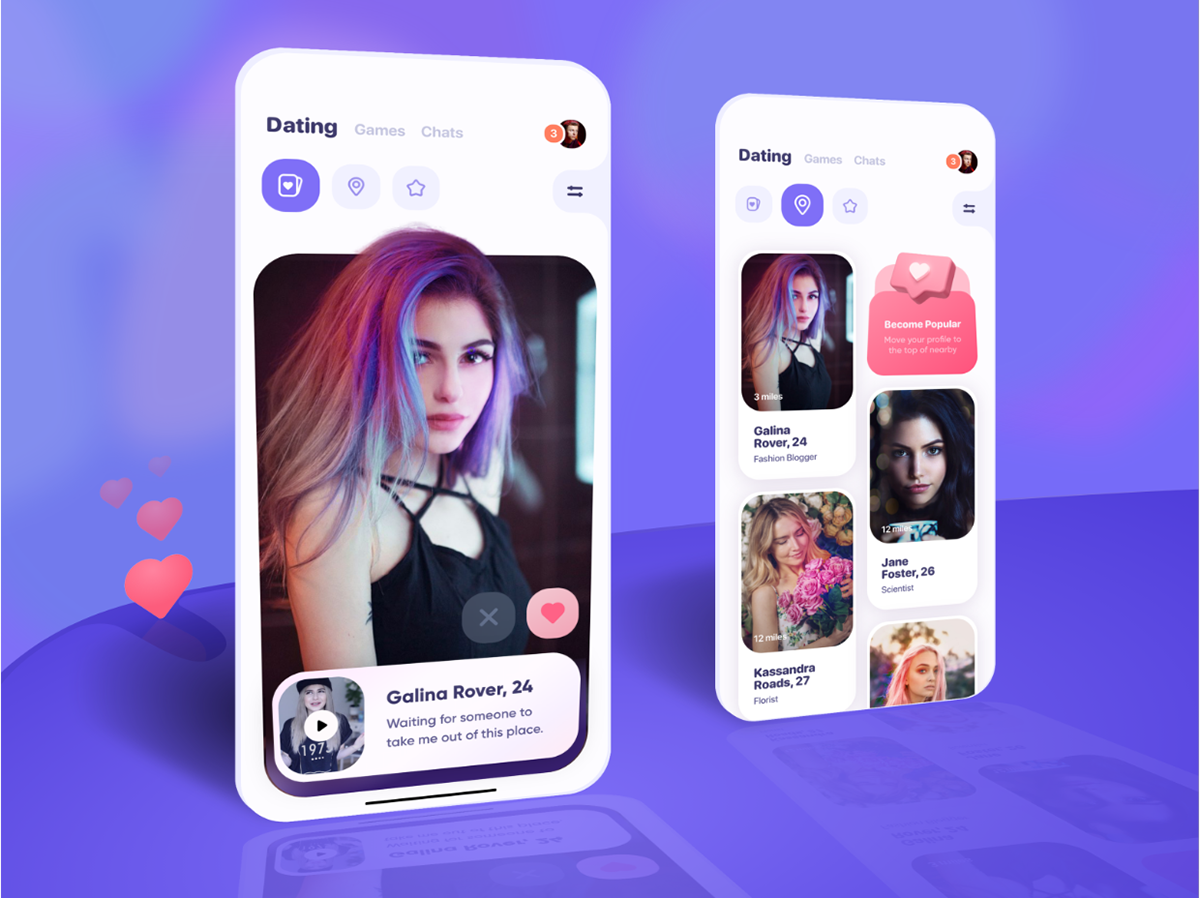 Dating Games Chats
3
Galina Rover, 24
Waiting for someone to
take me out of this place.
1975
Dating Games Chats
3
3 miles
Galina
Rover, 24
Fashion Blogger
12 miles
Kassandra
Roads, 27
Florist
Become Popular
Move your profile to
the top of nearby
12 miles
Jane
Foster, 26
Scientist